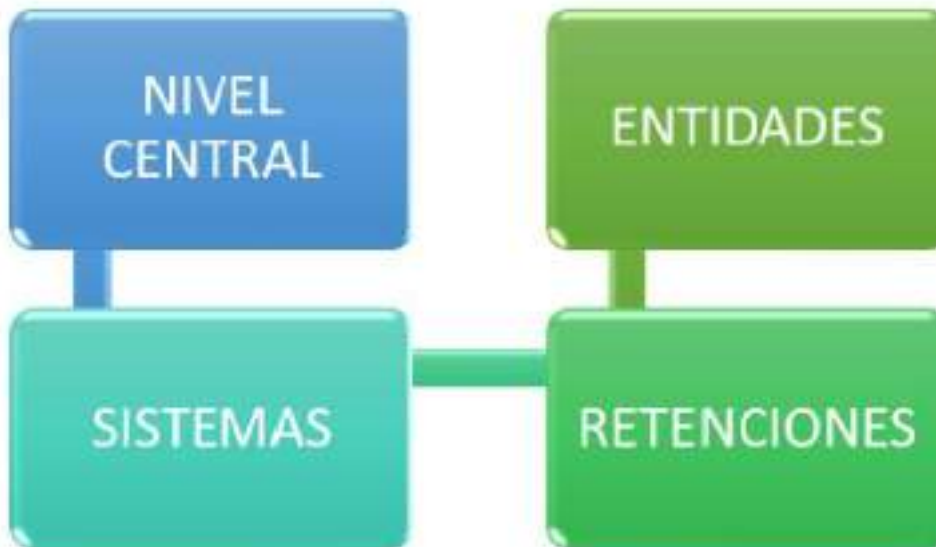 NIVEL
CENTRAL
ENTIDADES
SISTEMAS
RETENCIONES